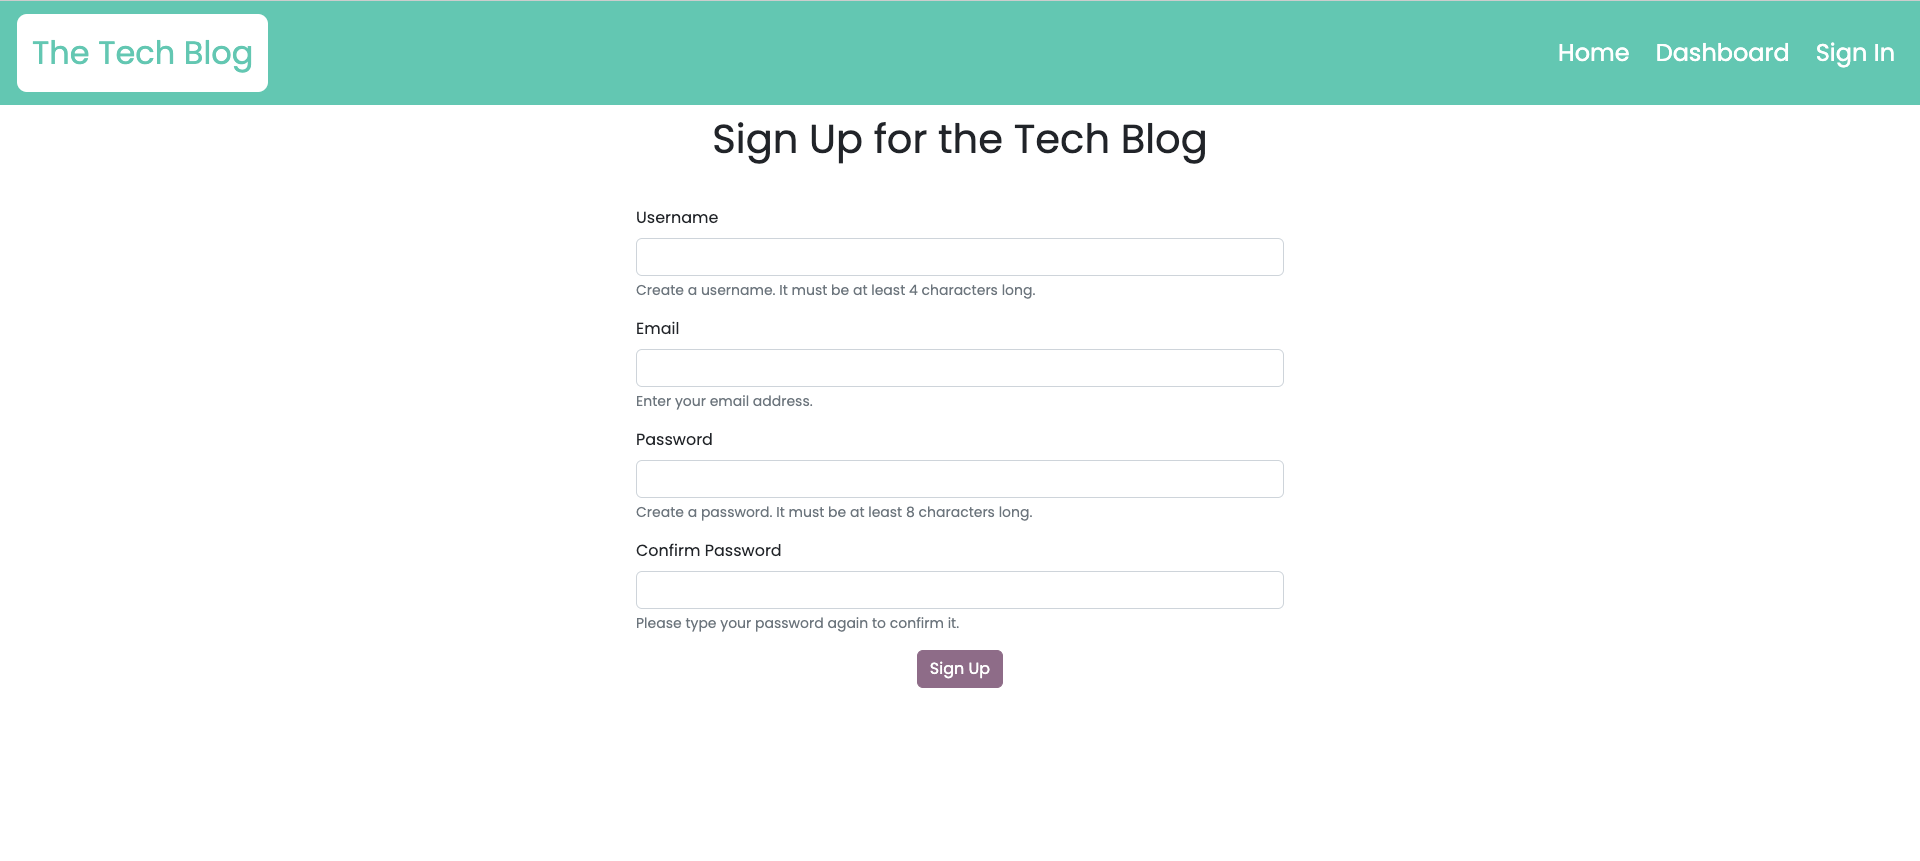 The Tech Blog
Home Dashboard Sign In
Sign Up for the Tech Blog
Username
Create a username. It must be at least 4 characters long.
Email
Enter your email address.
Password
Create a password. It must be at least 8 characters long.
Confirm Password
Please type your password again to confirm it.
Sign Up